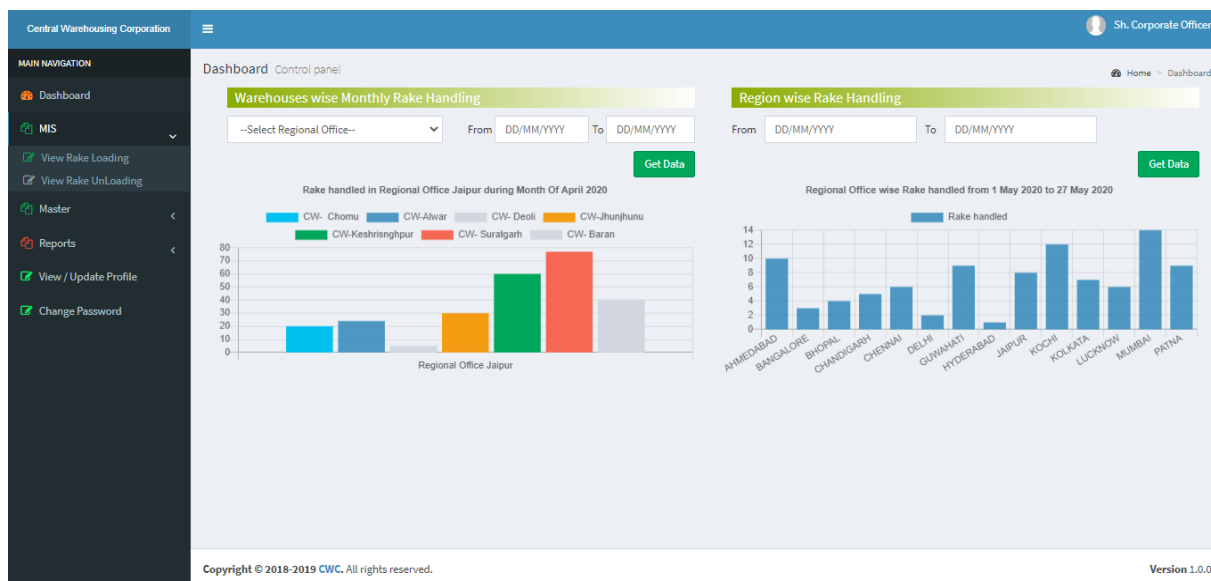 Central Warehousing Corporation
Sh. Corporate Officer
MAIN NAVIGATION
Dashboard
MIS
View Rake Loading
View Rake UnLoading
Master
Reports
View / Update Profile
Change Password
Dashboard Control panel
Home > Dashboard
Warehouses wise Monthly Rake Handling
--Select Regional Office-- From DD/MM/YYYY To DD/MM/YYYY
Get Data
Rake handled in Regional Office Jaipur during Month Of April 2020
CW- Chomu CW-Alwar CW- Deoli CW-Jhunjhunu
CW-Keshrisnghpur CW- Suratgarh CW- Baran
80
70
60
50
40
30
20
10
0
Regional Office Jaipur
Region wise Rake Handling
From DD/MM/YYYY To DD/MM/YYYY
Get Data
Regional Office wise Rake handled from 1 May 2020 to 27 May 2020
Rake handled
14
12
10
8
6
4
2
0
AHMEDABAD
BANGALORE
BHOPAL
CHANDIGARH
CHENNAI
DELHI
GUWAHATI
HYDERABAD
JAIPUR
KOCHI
KOLKATA
LUCKNOW
MUMBAI
PATNA
Copyright © 2018-2019 CWC. All rights reserved.
Version 1.0.0